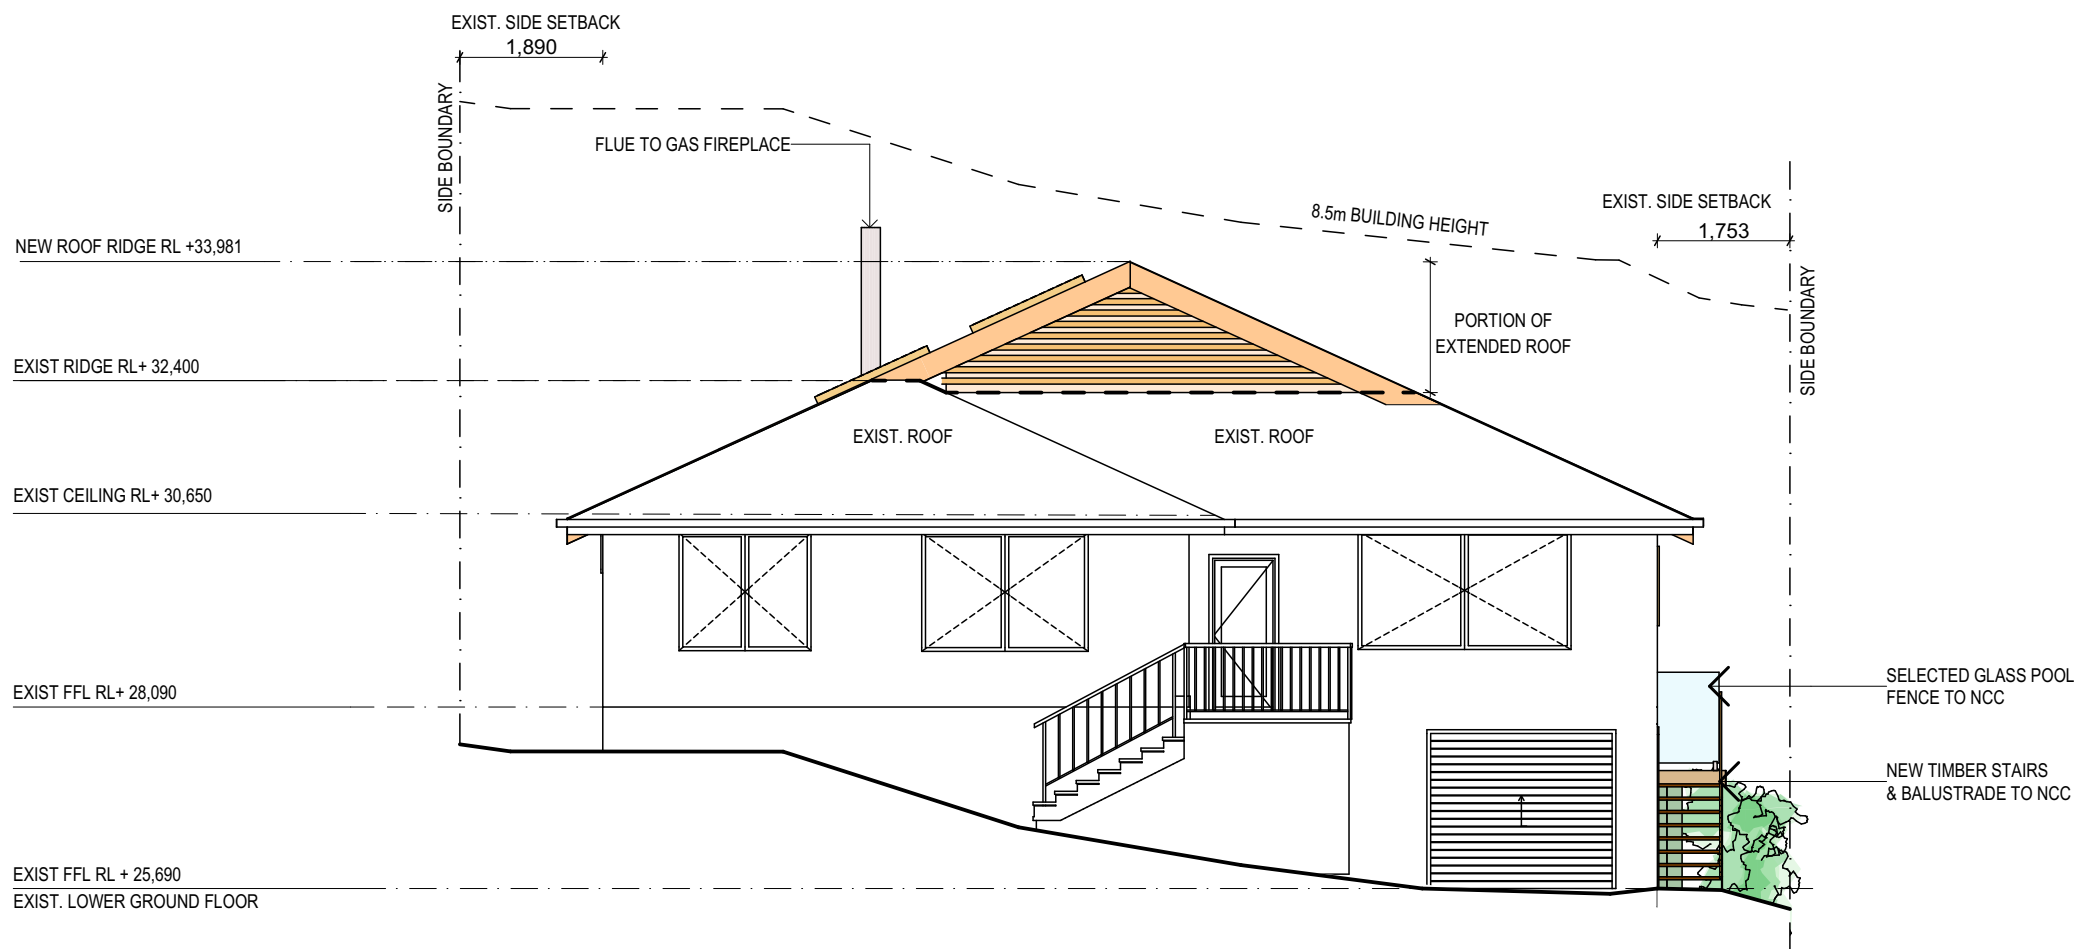 EXIST. SIDE SETBACK
1,890
SIDE BOUNDARY
FLUE TO GAS FIREPLACE
8.5m BUILDING HEIGHT
EXIST. SIDE SETBACK
1,753
SIDE BOUNDARY
NEW ROOF RIDGE RL +33,981
PORTION OF
EXTENDED ROOF
EXIST RIDGE RL+ 32,400
EXIST. ROOF
EXIST. ROOF
EXIST CEILING RL+ 30,650
EXIST FFL RL+ 28,090
SELECTED GLASS POOL
FENCE TO NCC
NEW TIMBER STAIRS
& BALUSTRADE TO NCC
EXIST FFL RL + 25,690
EXIST. LOWER GROUND FLOOR